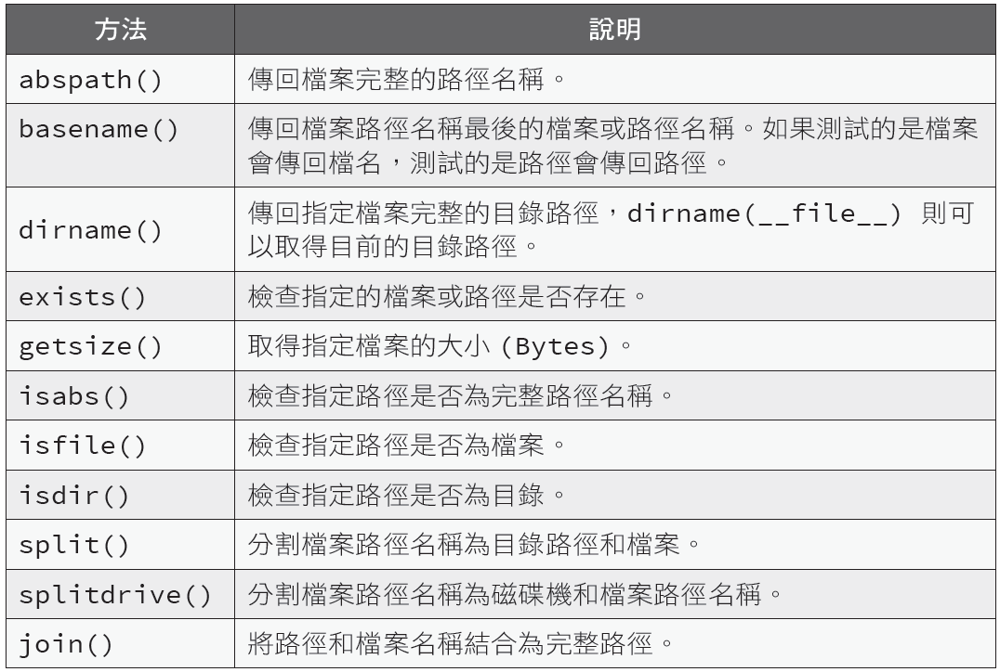 方法 說明
abspath() 傳回檔案完整的路徑名稱。
basename() 傳回檔案路徑名稱最後的檔案或路徑名稱。如果測試的是檔案
會傳回檔名，測試的是路徑會傳回路徑。
dirname() 傳回指定檔案完整的目錄路徑，dirname(__file__) 則可
以取得目前的目錄路徑。
exists() 檢查指定的檔案或路徑是否存在。
getsize() 取得指定檔案的大小 (Bytes)。
isabs() 檢查指定路徑是否為完整路徑名稱。
isfile() 檢查指定路徑是否為檔案。
isdir() 檢查指定路徑是否為目錄。
split() 分割檔案路徑名稱為目錄路徑和檔案。
splitdrive() 分割檔案路徑名稱為磁碟機和檔案路徑名稱。
join() 將路徑和檔案名稱結合為完整路徑。